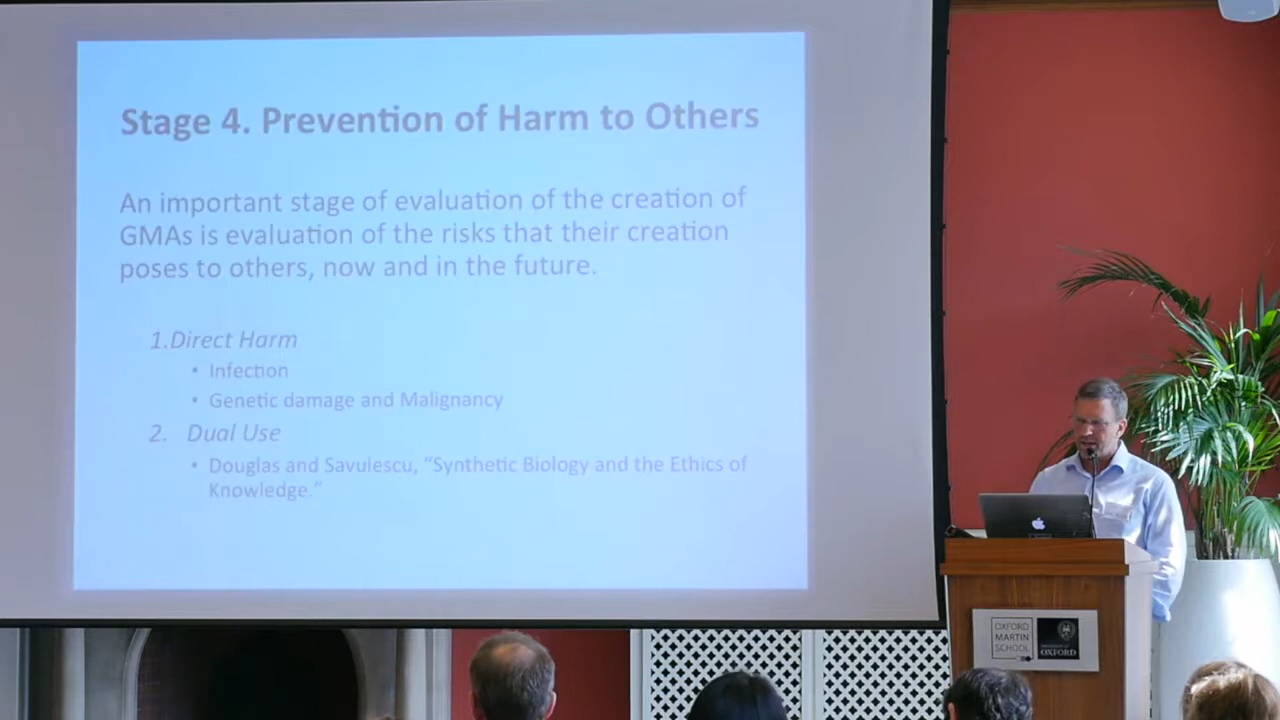 Stage 4. Prevention of Harm to Others
An important stage of evaluation of the creation of
GMAs is evaluation of the risks that their creation
poses to others, now and in the future.
1.Direct Harm
• Infection
• Genetic damage and Malignancy
2. Dual Use
• Douglas and Savulescu, “Synthetic Biology and the Ethics of
Knowledge.”
OXFORD
MARTIN
SCHOOL
UNIVERSITY OF
OXFORD